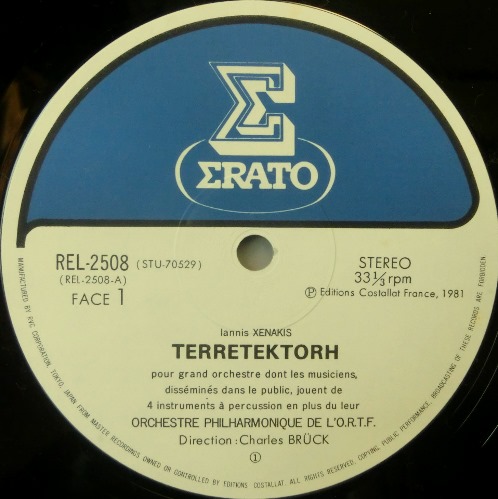 Σ
ΣRATO
REL-2508 (STU-70529)
(REL-2508-A)
FACE 1
STEREO
33⅓rpm
Ⓟ Editions Costallat France, 1981
Iannis XENAKIS
TERRETEKTORH
pour grand orchestre dont les musiciens,
disséminés dans le public, jouent de
4 instruments à percussion en plus du leur
ORCHESTRE PHILHARMONIQUE DE L'O.R.T.F.
Direction: Charles BRÜCK
①
MANUFACTURED BY RVC CORPORATION, TOKYO, JAPAN FROM MASTER RECORDINGS OWNED OR CONTROLLED BY EDITIONS COSTALLAT. ALL RIGHTS RESERVED. COPYING PUBLIC PERFORMANCE, BROADCASTING OF THESE RECORDS ARE FORBIDDEN